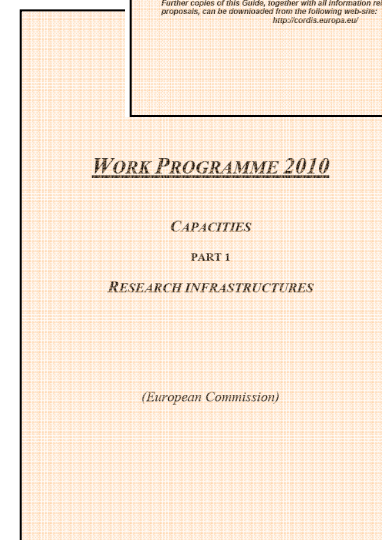 Further copies of this Guide, together with all information
proposals, can be downloaded from the following web-site:
http://cordis.europa.eu/
WORK PROGRAMME 2010
CAPACITIES
PART 1
RESEARCH INFRASTRUCTURES
(European Commission)